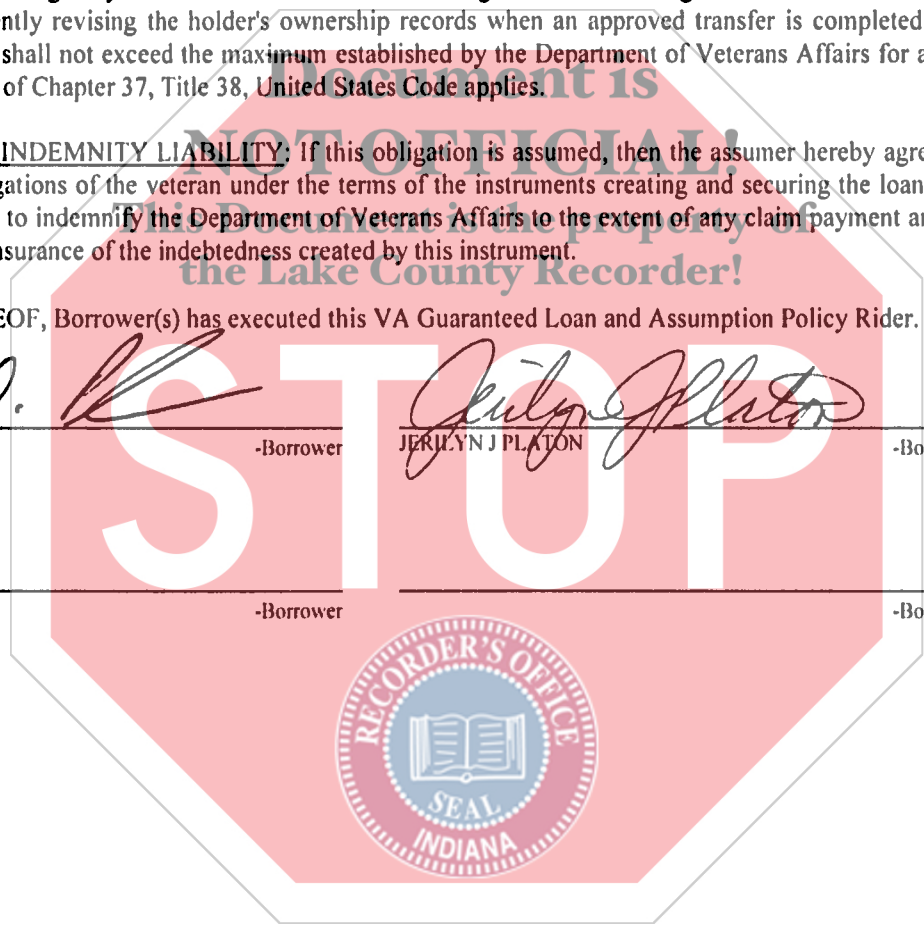 ntly revising the holder's ownership records when an approved transfer is completed
shall not exceed the maximum established by the Department of Veterans Affairs for a
of Chapter 37, Title 38, United States Code applies.
Document is
NOT OFFICIAL!
INDEMNITY LIABILITY: If this obligation is assumed, then the assumer hereby agre
gations of the veteran under the terms of the instruments creating and securing the loan
This Document is the property of
to indemnify the Department of Veterans Affairs to the extent of any claim payment ar
nsurance of the indebtedness created by this instrument.
the Lake County Recorder!
EOF, Borrower(s) has executed this VA Guaranteed Loan and Assumption Policy Rider.
STOP
Jerilyn J Platon
-Borrower JERILYN J PLATON -Bo
-Borrower -Bo
RECORDER'S OFFICE
SEAL
INDIANA